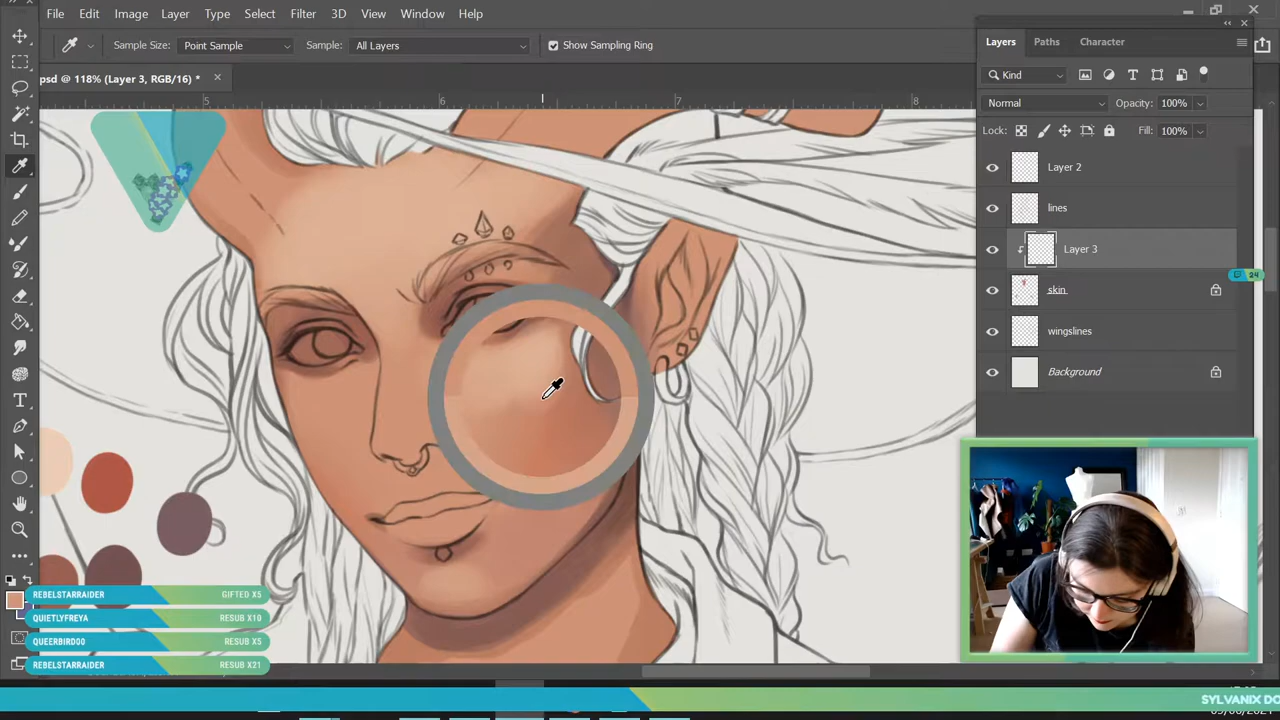 File Edit Image Layer Type Select Filter 3D View Window Help
Sample Size: Point Sample Sample: All Layers Show Sampling Ring
psd @ 118% (Layer 3, RGB/16) *
5 6 7 8
Layers Paths Character
Kind
Normal Opacity: 100%
Lock: Fill: 100%
Layer 2
lines
Layer 3
24
skin
wingslines
Background
REBELSTARRAIDER GIFTED X5
QUIETLYFREYA RESUB X10
QUEERBIRD00 RESUB X5
REBELSTARRAIDER RESUB X21
SYLVANIX DO